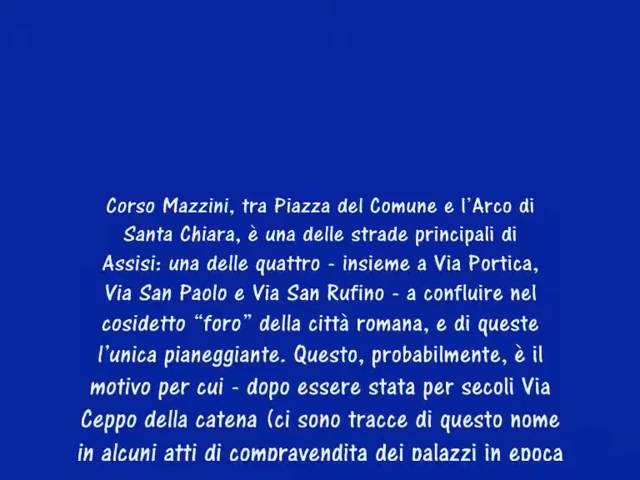 Corso Mazzini, tra Piazza del Comune e l'Arco di
Santa Chiara, è una delle strade principali di
Assisi: una delle quattro - insieme a Via Portica,
Via San Paolo e Via San Rufino - a confluire nel
cosidetto “foro” della città romana, e di queste
l'unica pianeggiante. Questo, probabilmente, è il
motivo per cui - dopo essere stata per secoli Via
Ceppo della catena (ci sono tracce di questo nome
in alcuni atti di compravendita dei palazzi in epoca